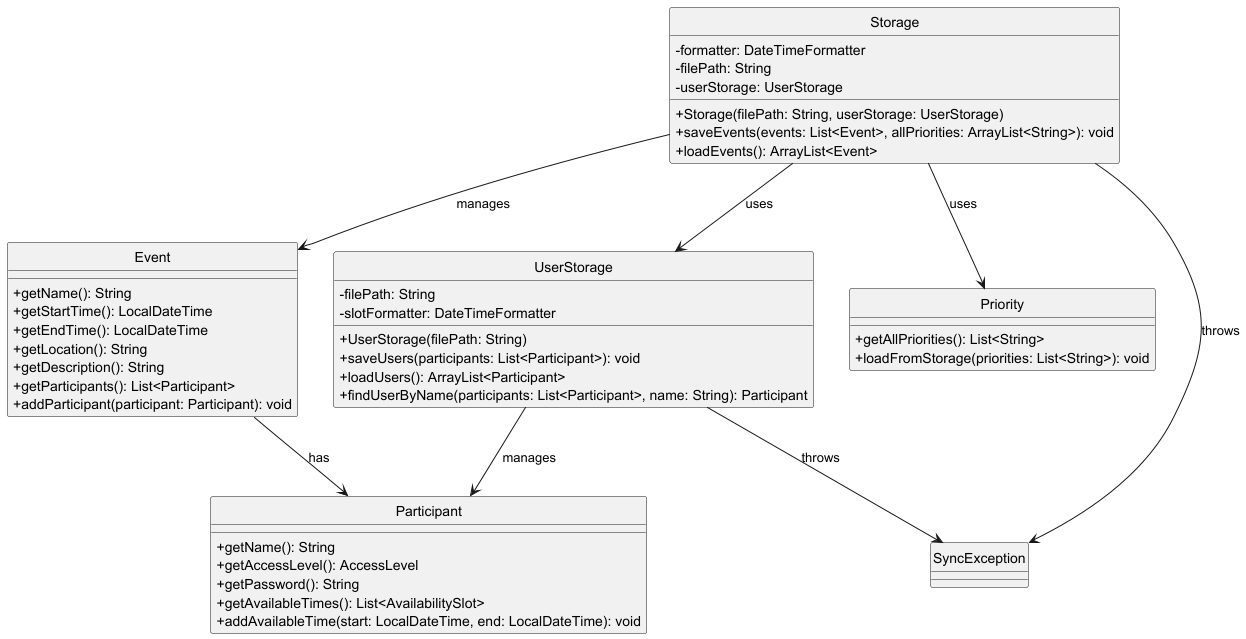 Storage
-formatter: DateTimeFormatter
-filePath: String
-userStorage: UserStorage
+Storage(filePath: String, userStorage: UserStorage)
+saveEvents(events: List<Event>, allPriorities: ArrayList<String>): void
+loadEvents(): ArrayList<Event>
manages
uses
uses
throws
Event
+getName(): String
+getStartTime(): LocalDateTime
+getEndTime(): LocalDateTime
+getLocation(): String
+getDescription(): String
+getParticipants(): List<Participant>
+addParticipant(participant: Participant): void
UserStorage
-filePath: String
-slotFormatter: DateTimeFormatter
+UserStorage(filePath: String)
+saveUsers(participants: List<Participant>): void
+loadUsers(): ArrayList<Participant>
+findUserByName(participants: List<Participant>, name: String): Participant
Priority
+getAllPriorities(): List<String>
+loadFromStorage(priorities: List<String>): void
has
manages
throws
Participant
+getName(): String
+getAccessLevel(): AccessLevel
+getPassword(): String
+getAvailableTimes(): List<AvailabilitySlot>
+addAvailableTime(start: LocalDateTime, end: LocalDateTime): void
SyncException